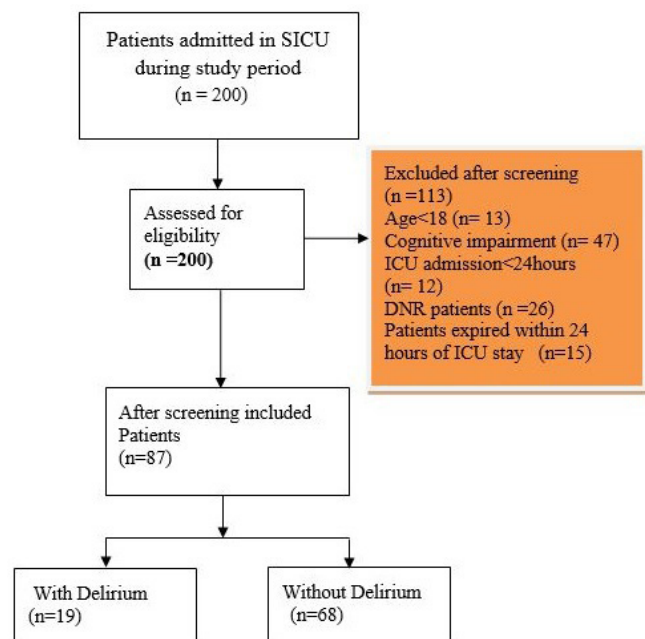 Patients admitted in SICU
during study period
(n = 200)
Assessed for
eligibility
(n =200)
Excluded after screening
(n =113)
Age<18 (n= 13)
Cognitive impairment (n= 47)
ICU admission<24hours
(n= 12)
DNR patients (n =26)
Patients expired within 24
hours of ICU stay (n=15)
After screening included
Patients
(n=87)
With Delirium
(n=19)
Without Delirium
(n=68)